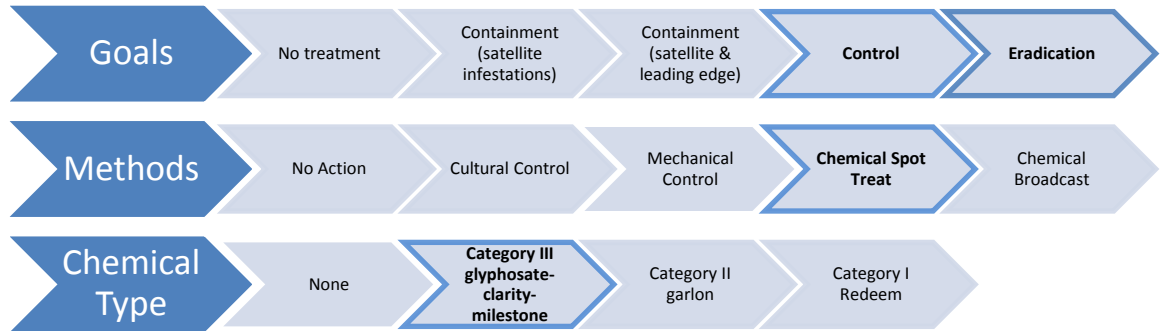 Goals
No treatment
Containment
(satellite
infestations)
Containment
(satellite &
leading edge)
Control
Eradication
Methods
No Action
Cultural Control
Mechanical
Control
Chemical Spot
Treat
Chemical
Broadcast
Chemical
Type
None
Category III
glyphosate-
clarity-
milestone
Category II
garlon
Category I
Redeem